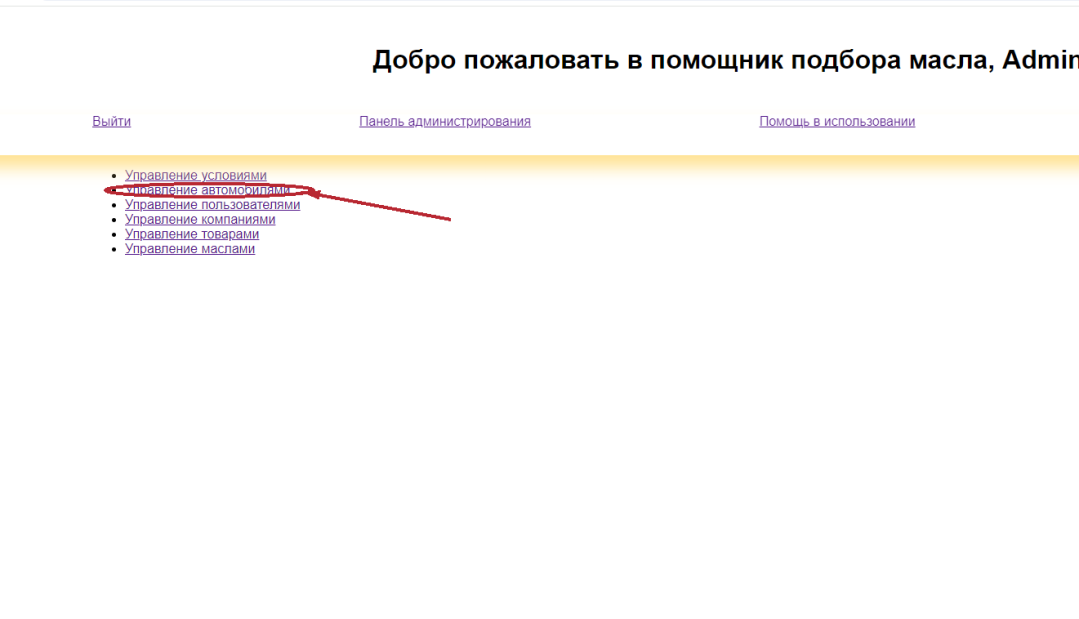 Добро пожаловать в помощник подбора масла, Admin
Выйти Панель администрирования Помощь в использовании
Управление условиями
Управление автомобилями
Управление пользователями
Управление компаниями
Управление товарами
Управление маслами